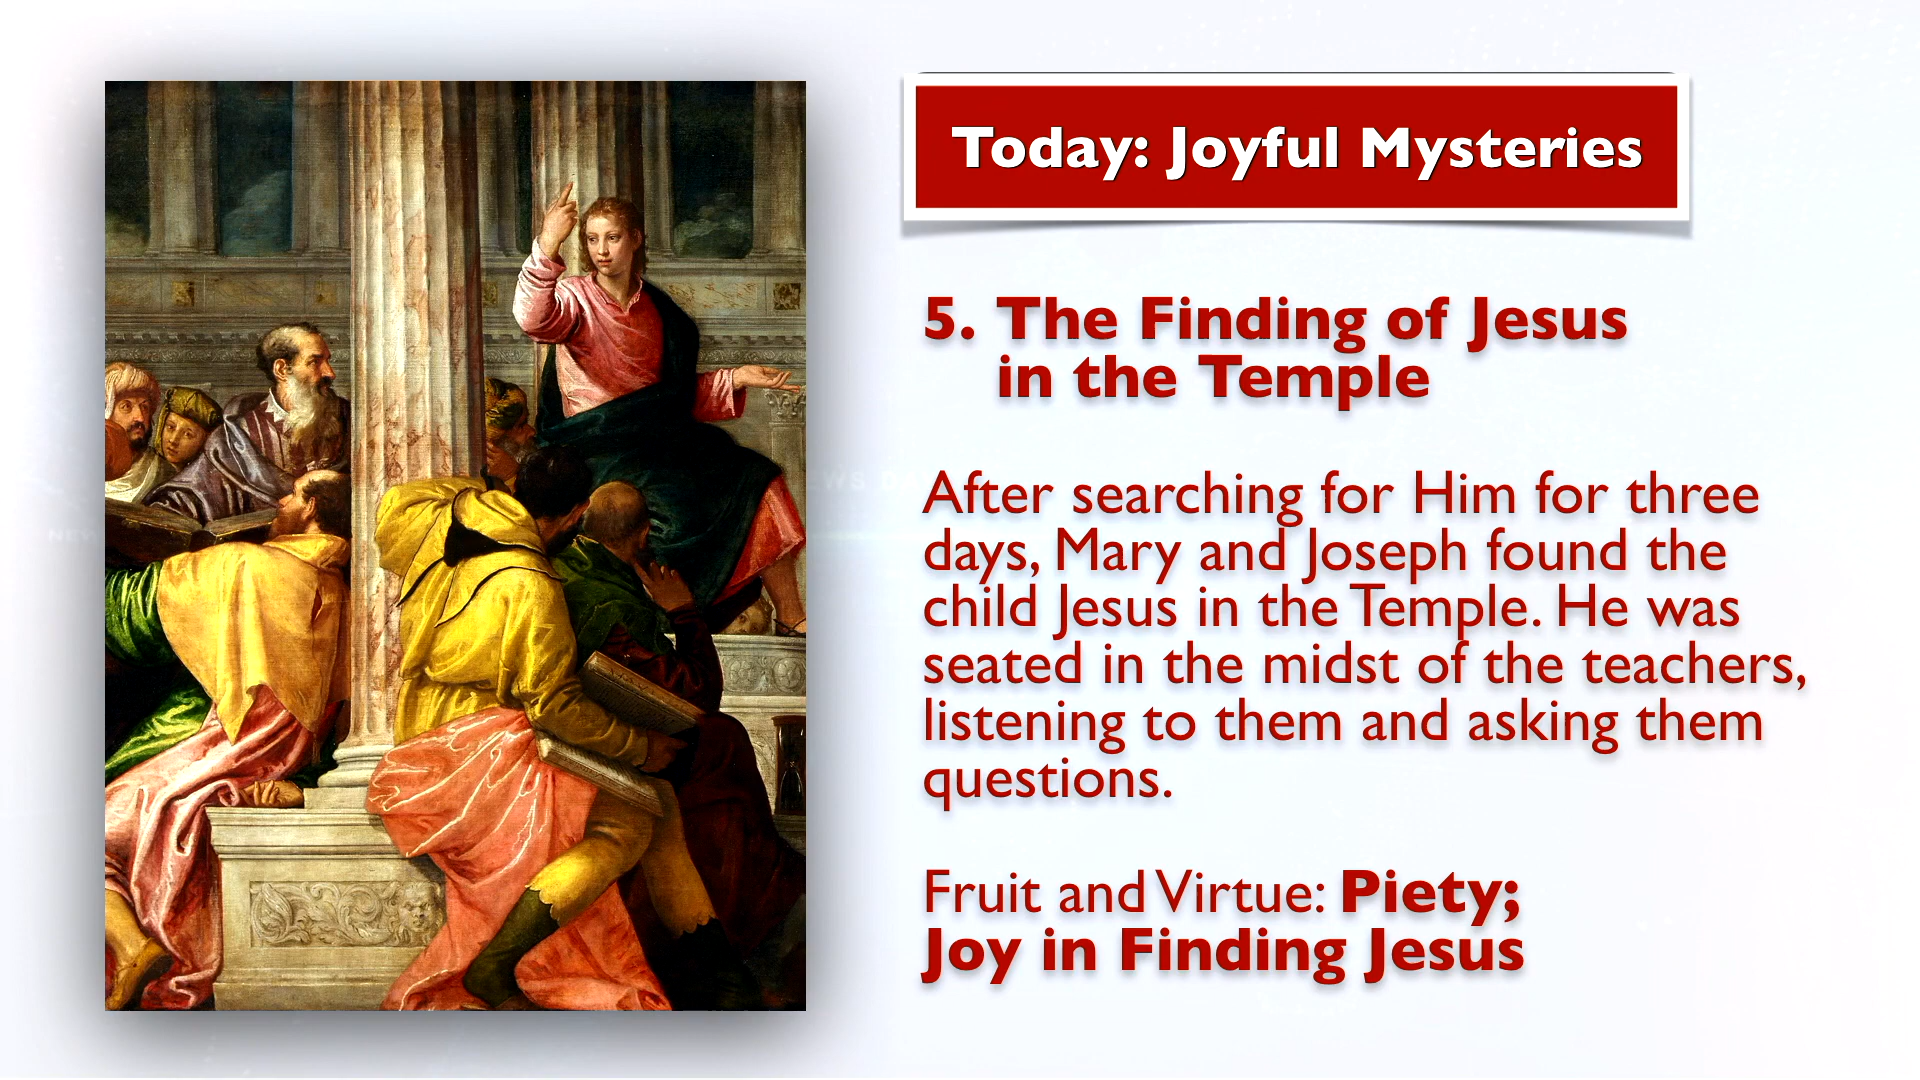 Today: Joyful Mysteries
5. The Finding of Jesus
in the Temple
After searching for Him for three
days, Mary and Joseph found the
child Jesus in the Temple. He was
seated in the midst of the teachers,
listening to them and asking them
questions.
Fruit and Virtue: Piety;
Joy in Finding Jesus